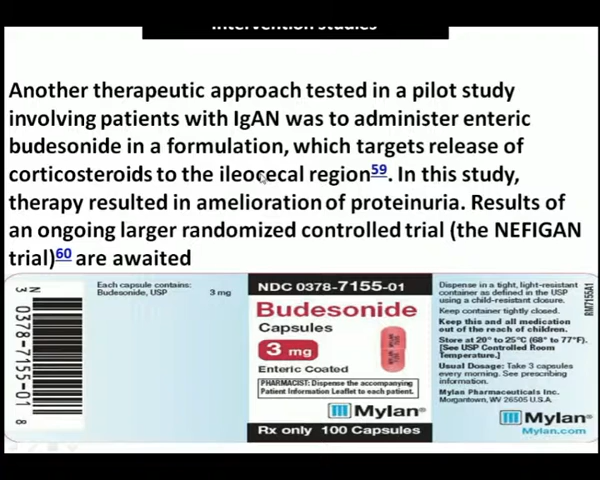 Intervention studies
Another therapeutic approach tested in a pilot study
involving patients with IgAN was to administer enteric
budesonide in a formulation, which targets release of
corticosteroids to the ileocecal region59. In this study,
therapy resulted in amelioration of proteinuria. Results of
an ongoing larger randomized controlled trial (the NEFIGAN
trial)60 are awaited
N 3
0378-7155-01 8
Each capsule contains:
Budesonide, USP 3 mg
NDC 0378-7155-01
Budesonide
Capsules
3 mg
Enteric Coated
PHARMACIST: Dispense the accompanying
Patient Information Leaflet to each patient.
Mylan®
Rx only 100 Capsules
Dispense in a tight, light-resistant
container as defined in the USP
using a child-resistant closure.
Keep container tightly closed.
Keep this and all medication
out of the reach of children.
Store at 20° to 25°C (68° to 77°F).
[See USP Controlled Room
Temperature.]
Usual Dosage: Take 3 capsules
every morning. See prescribing
information.
Mylan Pharmaceuticals Inc.
Morgantown, WV 26505 U.S.A.
Mylan®
Mylan.com
RM7155A1